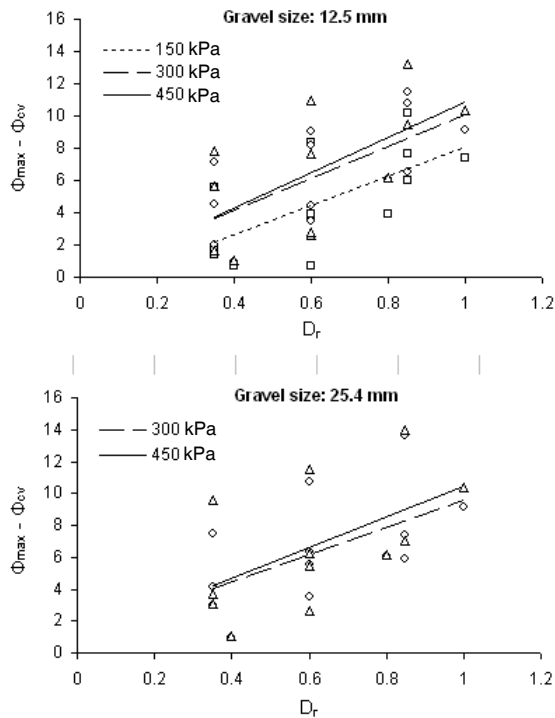 Gravel size: 12.5 mm
150 kPa
300 kPa
450 kPa
Φmax - Φcv
16
14
12
10
8
6
4
2
0
0 0.2 0.4 0.6 0.8 1 1.2
Dr
Gravel size: 25.4 mm
300 kPa
450 kPa
Φmax - Φcv
16
14
12
10
8
6
4
2
0
0 0.2 0.4 0.6 0.8 1 1.2
Dr